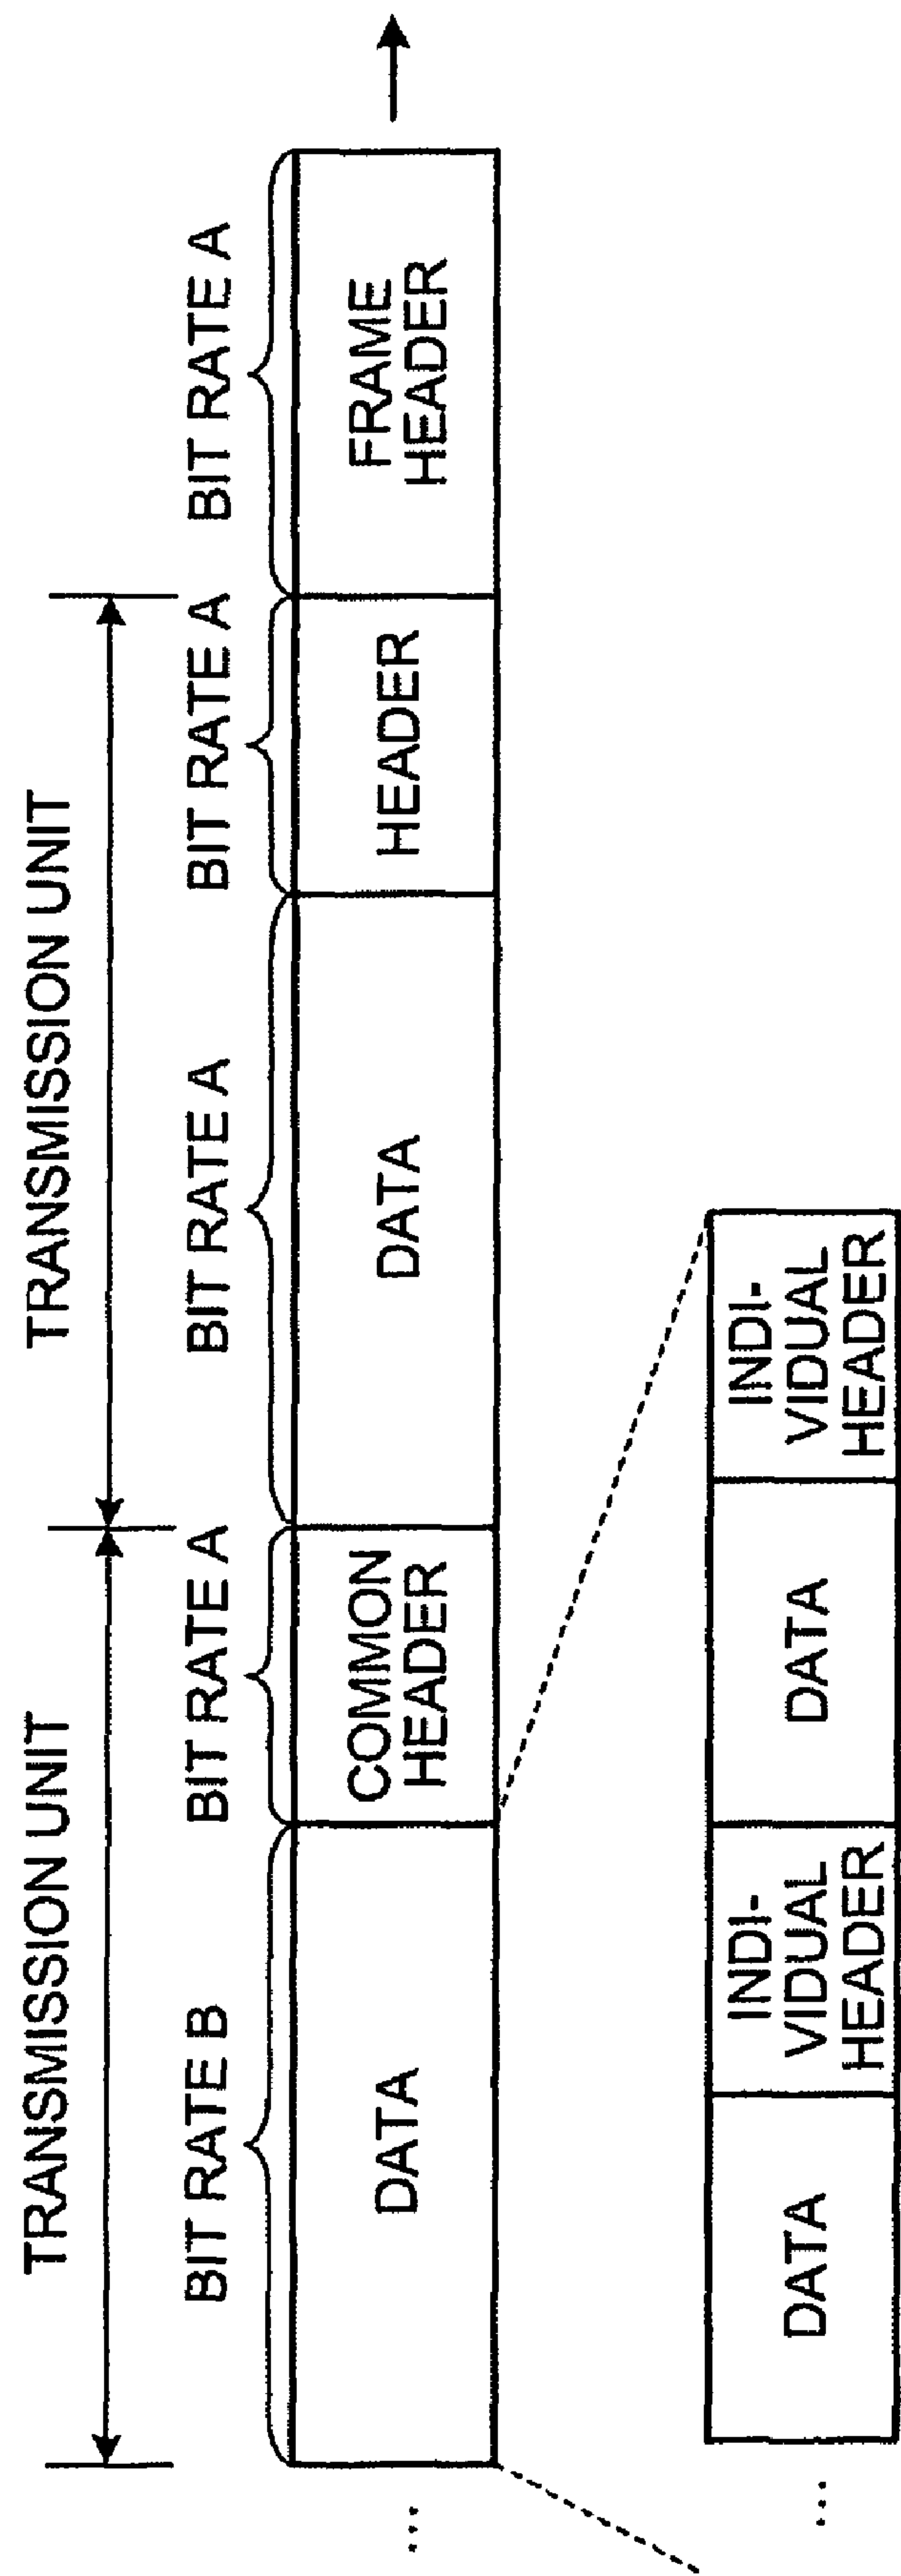 TRANSMISSION UNIT
TRANSMISSION UNIT
BIT RATE B
BIT RATE A
BIT RATE A
BIT RATE A
BIT RATE A
...
DATA
COMMON
HEADER
DATA
HEADER
FRAME
HEADER
...
DATA
INDI-
VIDUAL
HEADER
DATA
INDI-
VIDUAL
HEADER